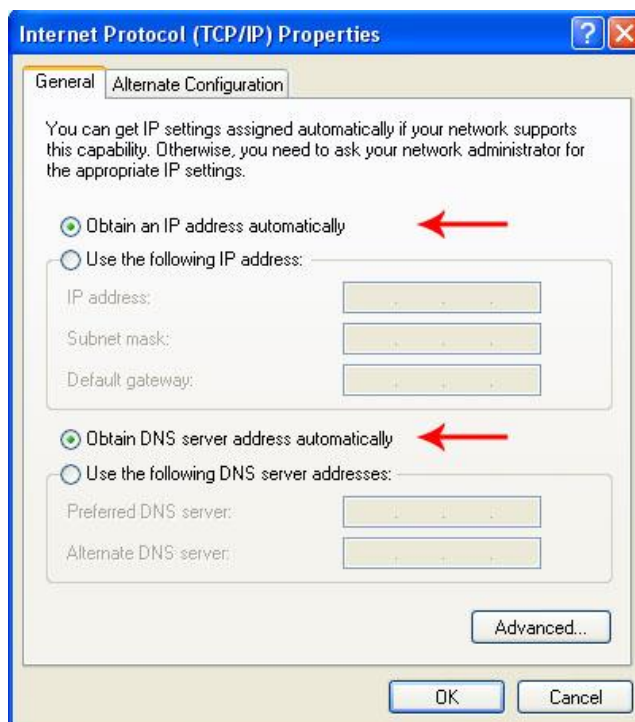 Internet Protocol (TCP/IP) Properties
General
Alternate Configuration
You can get IP settings assigned automatically if your network supports
this capability. Otherwise, you need to ask your network administrator for
the appropriate IP settings.
Obtain an IP address automatically
Use the following IP address:
IP address:
Subnet mask:
Default gateway:
Obtain DNS server address automatically
Use the following DNS server addresses:
Preferred DNS server:
Alternate DNS server:
Advanced...
OK
Cancel